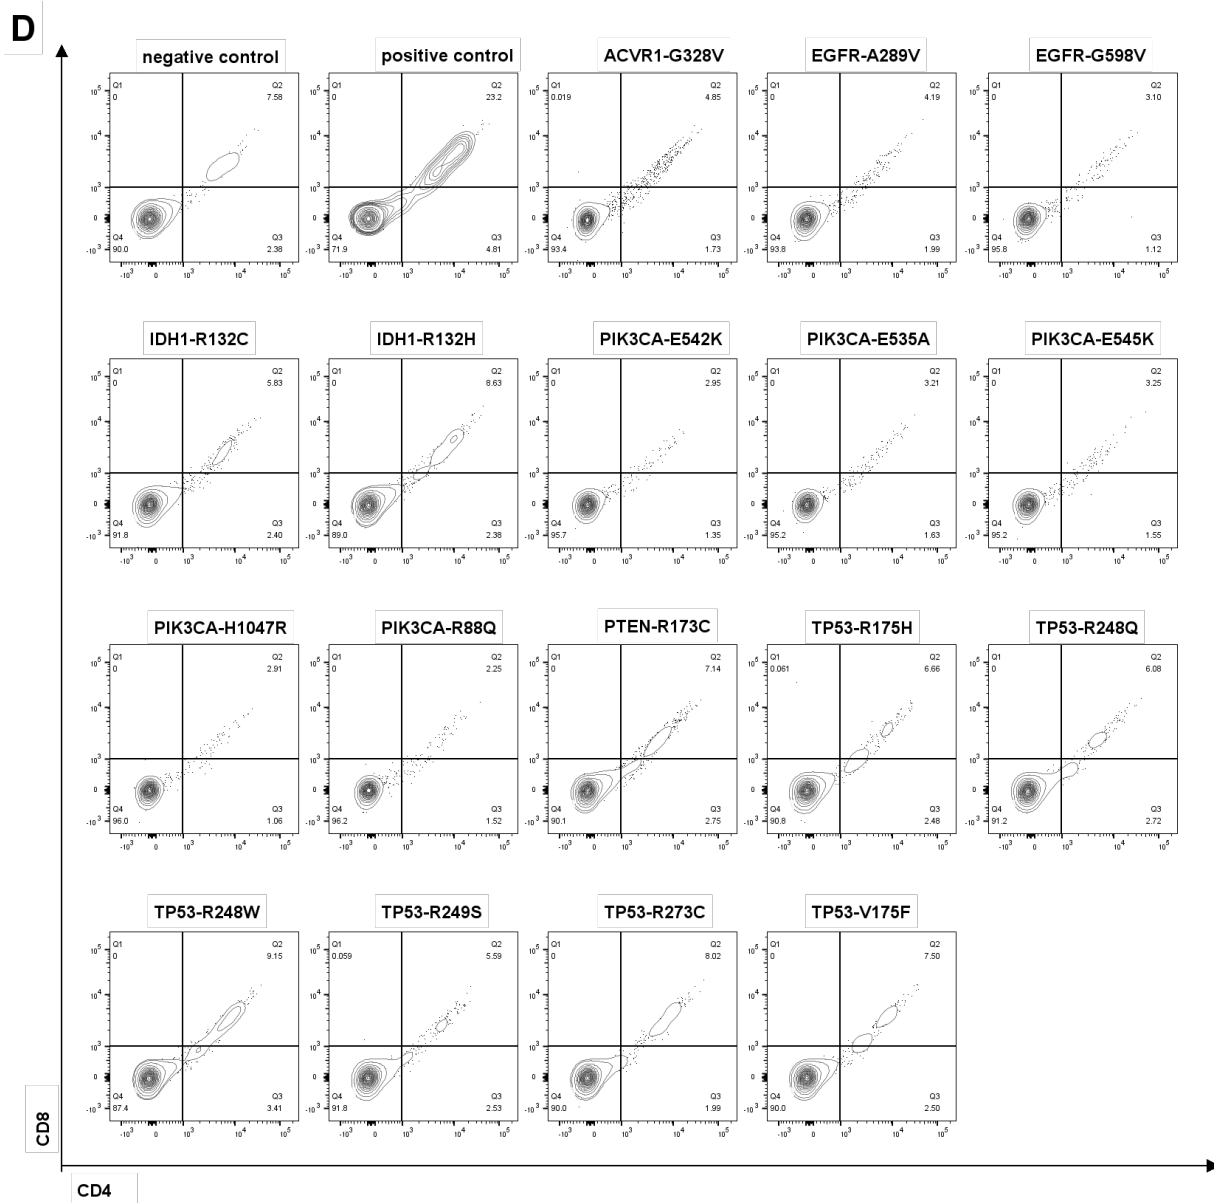 D
negative control
positive control
ACVR1-G328V
EGFR-A289V
EGFR-G598V
Q1 0 Q2 7.58 Q4 90.0 Q3 2.38
Q1 0 Q2 23.2 Q4 71.9 Q3 4.81
Q1 0.019 Q2 4.85 Q4 93.4 Q3 1.73
Q1 0 Q2 4.19 Q4 93.8 Q3 1.99
Q1 0 Q2 3.10 Q4 95.8 Q3 1.12
IDH1-R132C
IDH1-R132H
PIK3CA-E542K
PIK3CA-E535A
PIK3CA-E545K
Q1 0 Q2 5.83 Q4 91.8 Q3 2.40
Q1 0 Q2 8.63 Q4 89.0 Q3 2.38
Q1 0 Q2 2.95 Q4 95.7 Q3 1.35
Q1 0 Q2 3.21 Q4 95.2 Q3 1.63
Q1 0 Q2 3.25 Q4 95.2 Q3 1.55
PIK3CA-H1047R
PIK3CA-R88Q
PTEN-R173C
TP53-R175H
TP53-R248Q
Q1 0 Q2 2.91 Q4 96.0 Q3 1.06
Q1 0 Q2 2.25 Q4 96.2 Q3 1.52
Q1 0 Q2 7.14 Q4 90.1 Q3 2.75
Q1 0.061 Q2 6.66 Q4 90.8 Q3 2.48
Q1 0 Q2 6.08 Q4 91.2 Q3 2.72
TP53-R248W
TP53-R249S
TP53-R273C
TP53-V175F
Q1 0 Q2 9.15 Q4 87.4 Q3 3.41
Q1 0.059 Q2 5.59 Q4 91.8 Q3 2.53
Q1 0 Q2 8.02 Q4 90.0 Q3 1.99
Q1 0 Q2 7.50 Q4 90.0 Q3 2.50
-10³ 0 10³ 10⁴ 10⁵
CD8
CD4